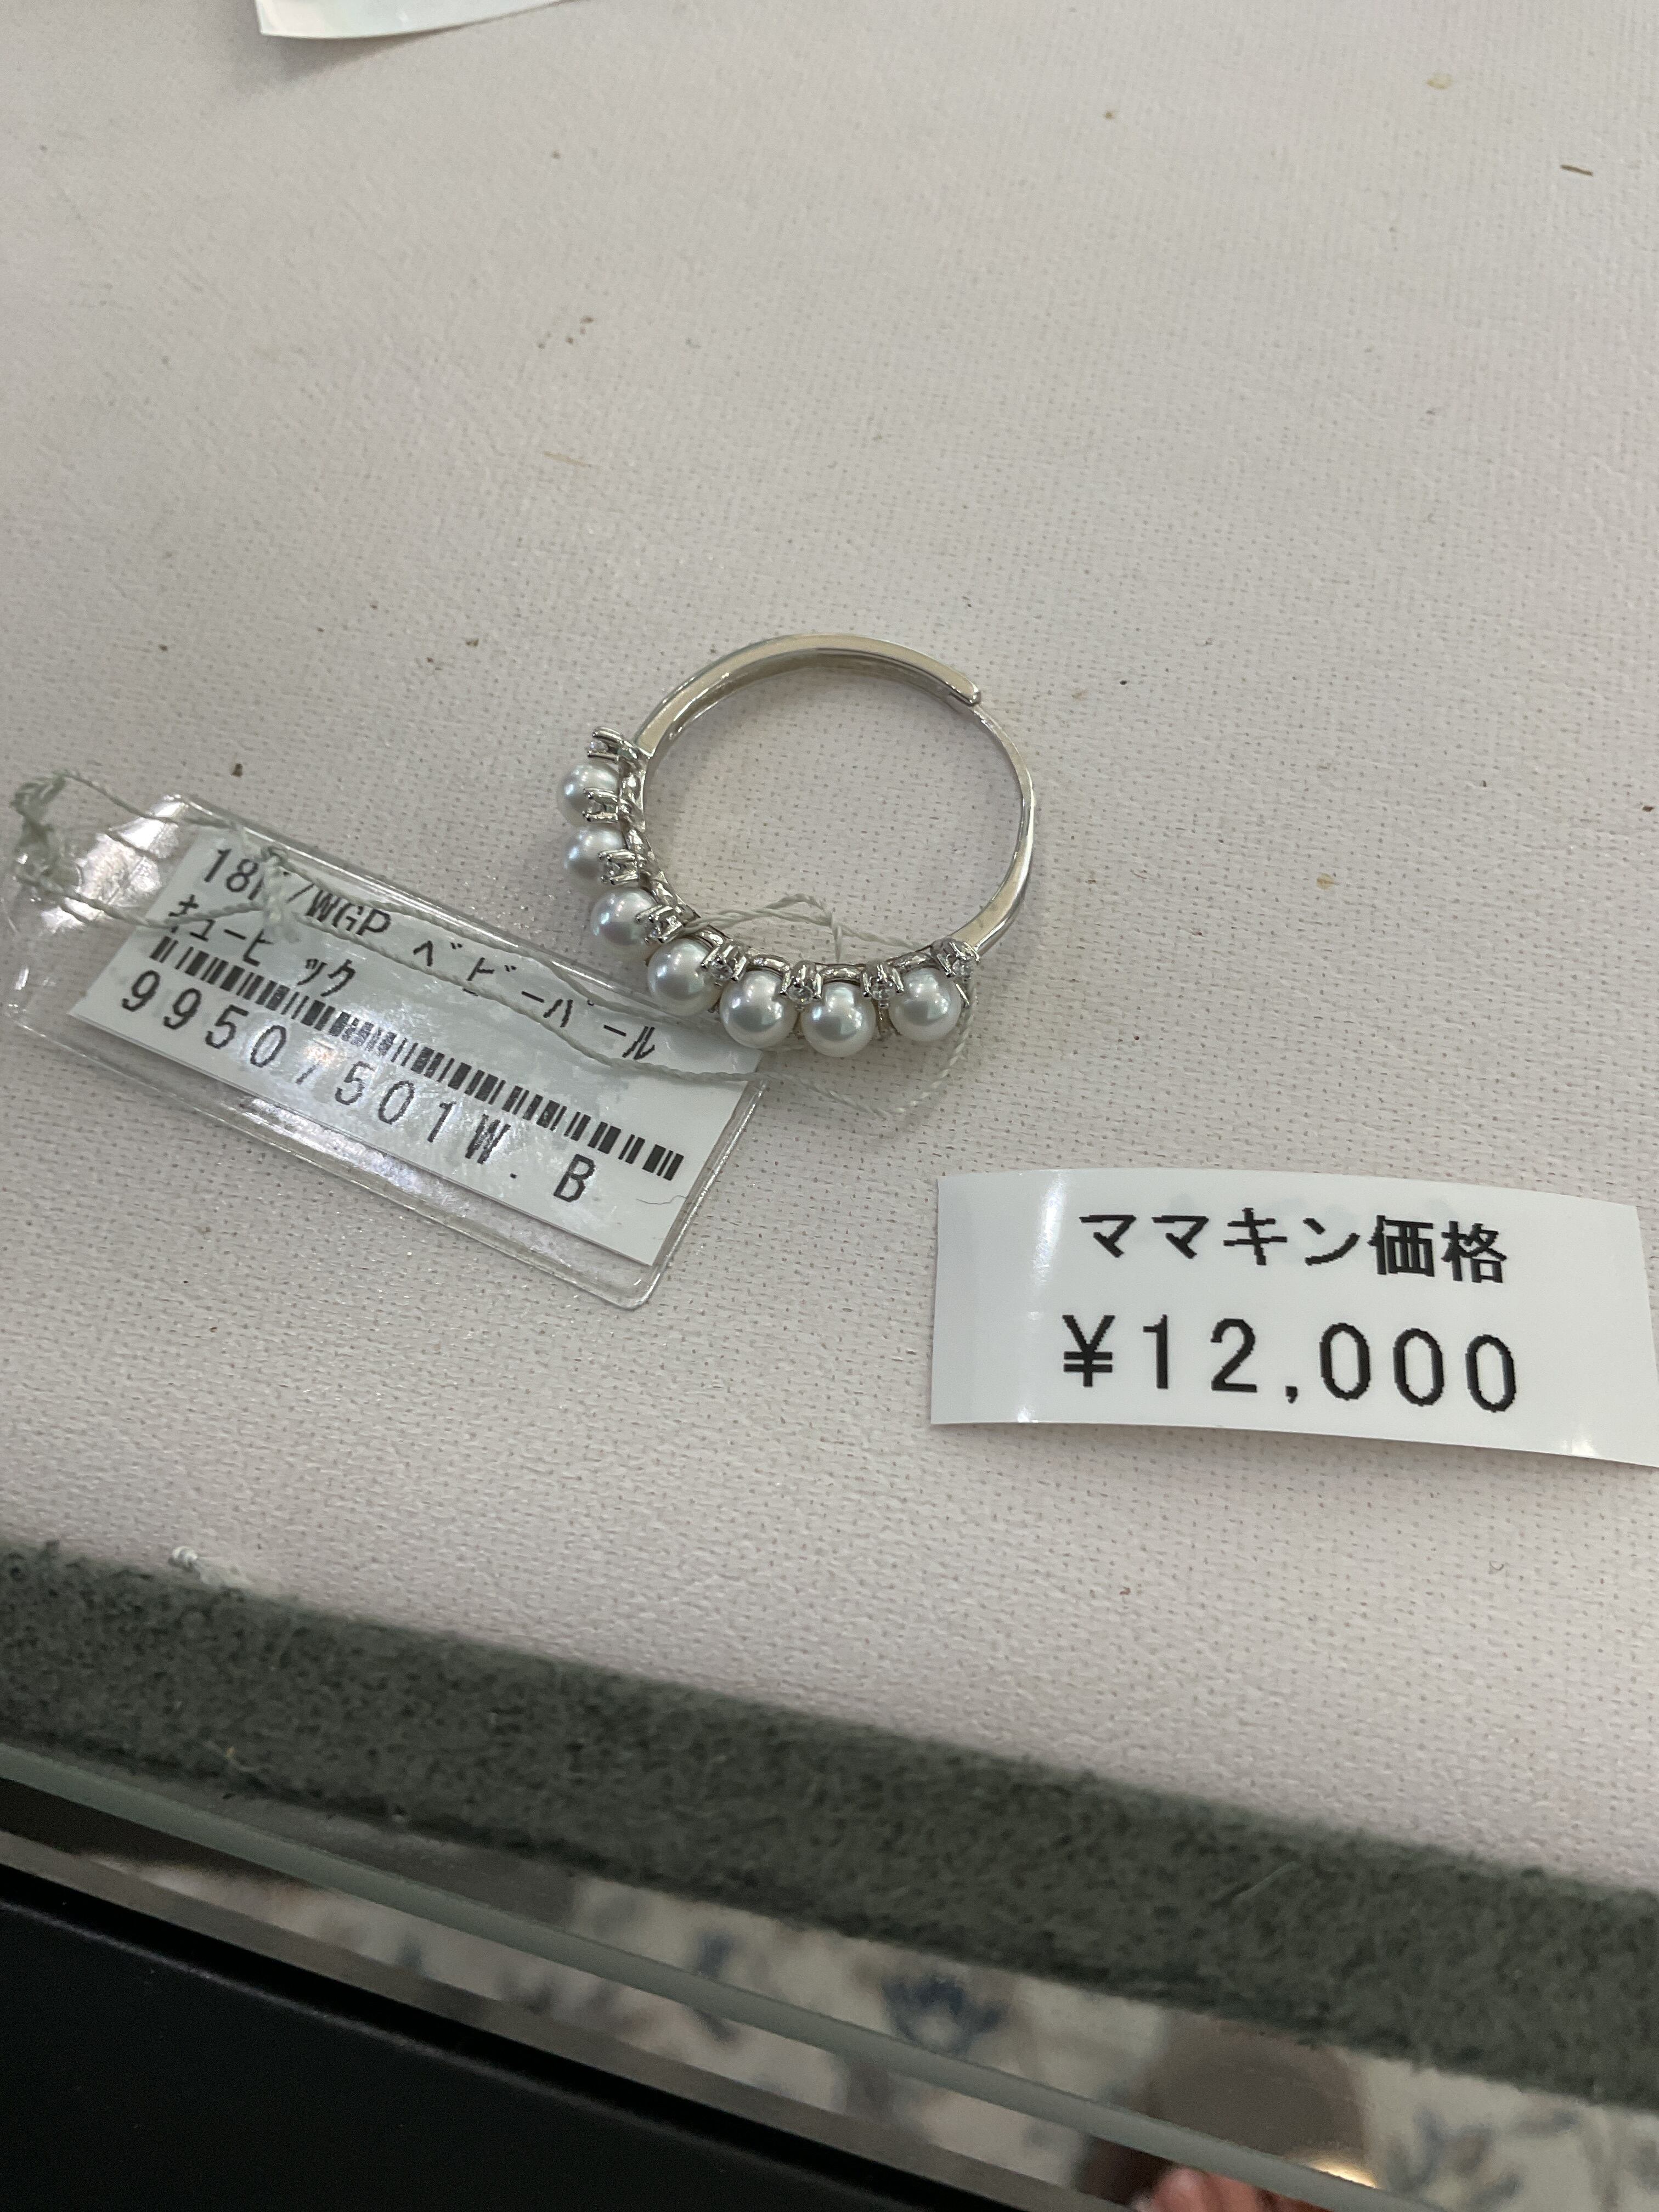 18K/WGP ベビーパール
キュービック
99507501W. B
ママキン価格
¥12,000